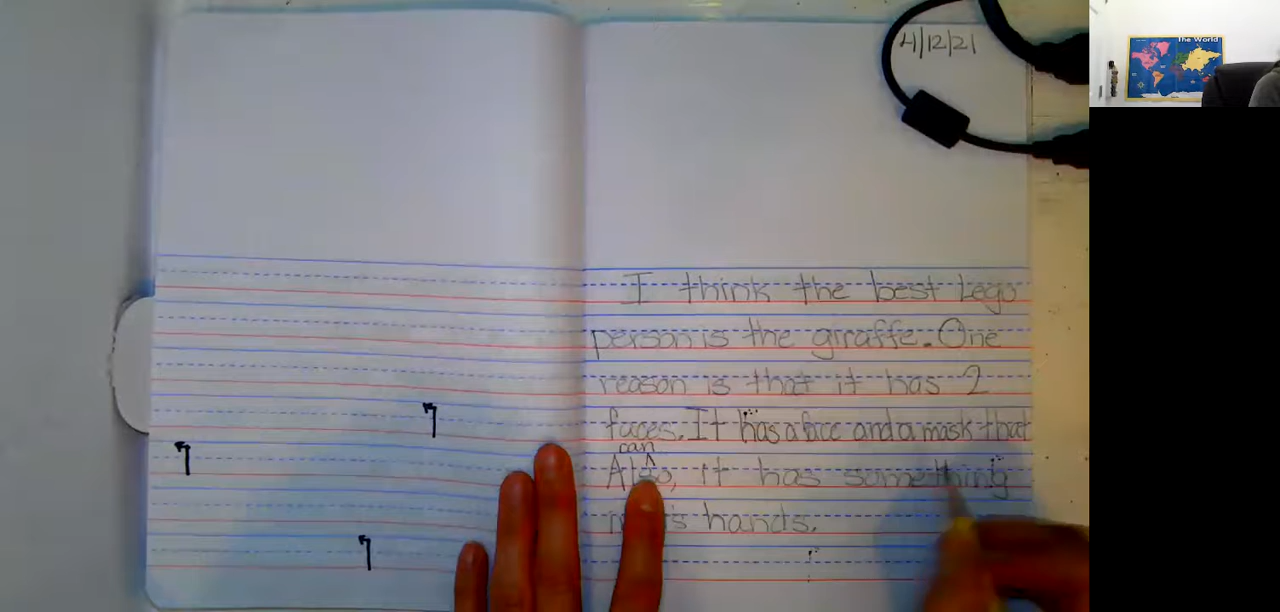 The World
4/12/21
I think the best Lego
person is the giraffe. One
reason is that it has 2
faces. It has a face and a mask that
can
Also, it has something
hands.